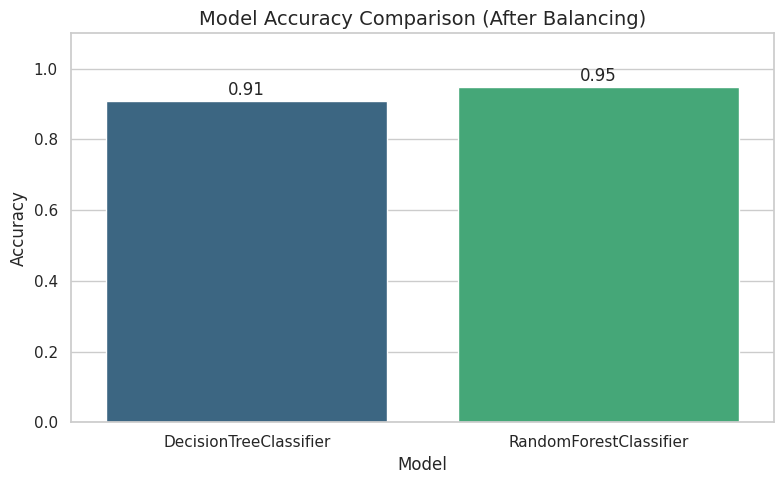 Model Accuracy Comparison (After Balancing)
1.0
0.8
0.6
0.4
0.2
0.0
Accuracy
0.91
0.95
DecisionTreeClassifier
RandomForestClassifier
Model